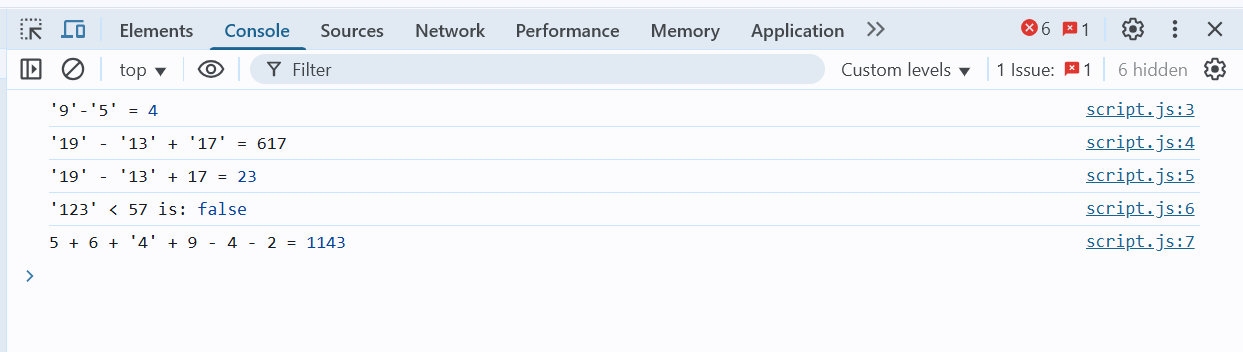 Elements Console Sources Network Performance Memory Application 6 1
top Filter Custom levels 1 Issue: 1 6 hidden
'9'-'5' = 4 script.js:3
'19' - '13' + '17' = 617 script.js:4
'19' - '13' + 17 = 23 script.js:5
'123' < 57 is: false script.js:6
5 + 6 + '4' + 9 - 4 - 2 = 1143 script.js:7